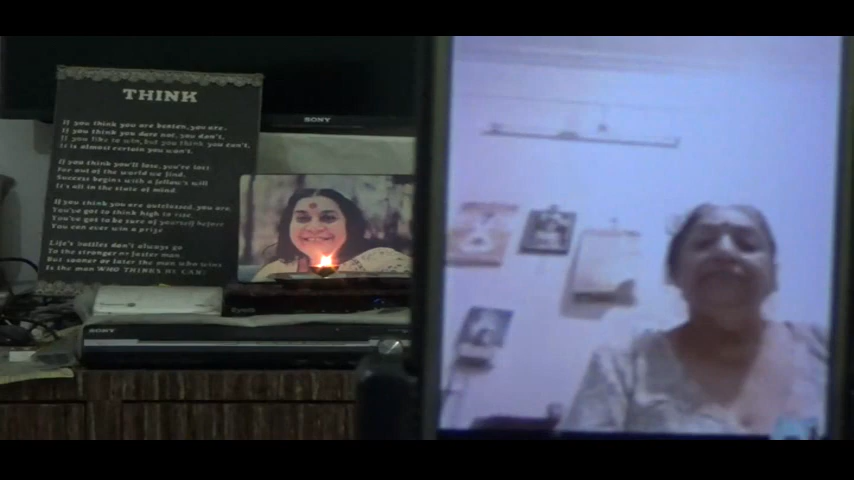 THINK
If you think you are beaten, you are.
If you think you dare not, you don't.
If you like to win, but you think you can't,
It is almost certain you won't.
If you think you'll lose, you're lost
For out of the world we find,
Success begins with a fellow's will
It's all in the state of mind.
If you think you are outclassed, you are.
You've got to think high to rise.
You've got to be sure of yourself before
You can ever win a prize
Life's battles don't always go
To the stronger or faster man.
But sooner or later the man who wins
Is the man WHO THINKS HE CAN!
SONY
SONY